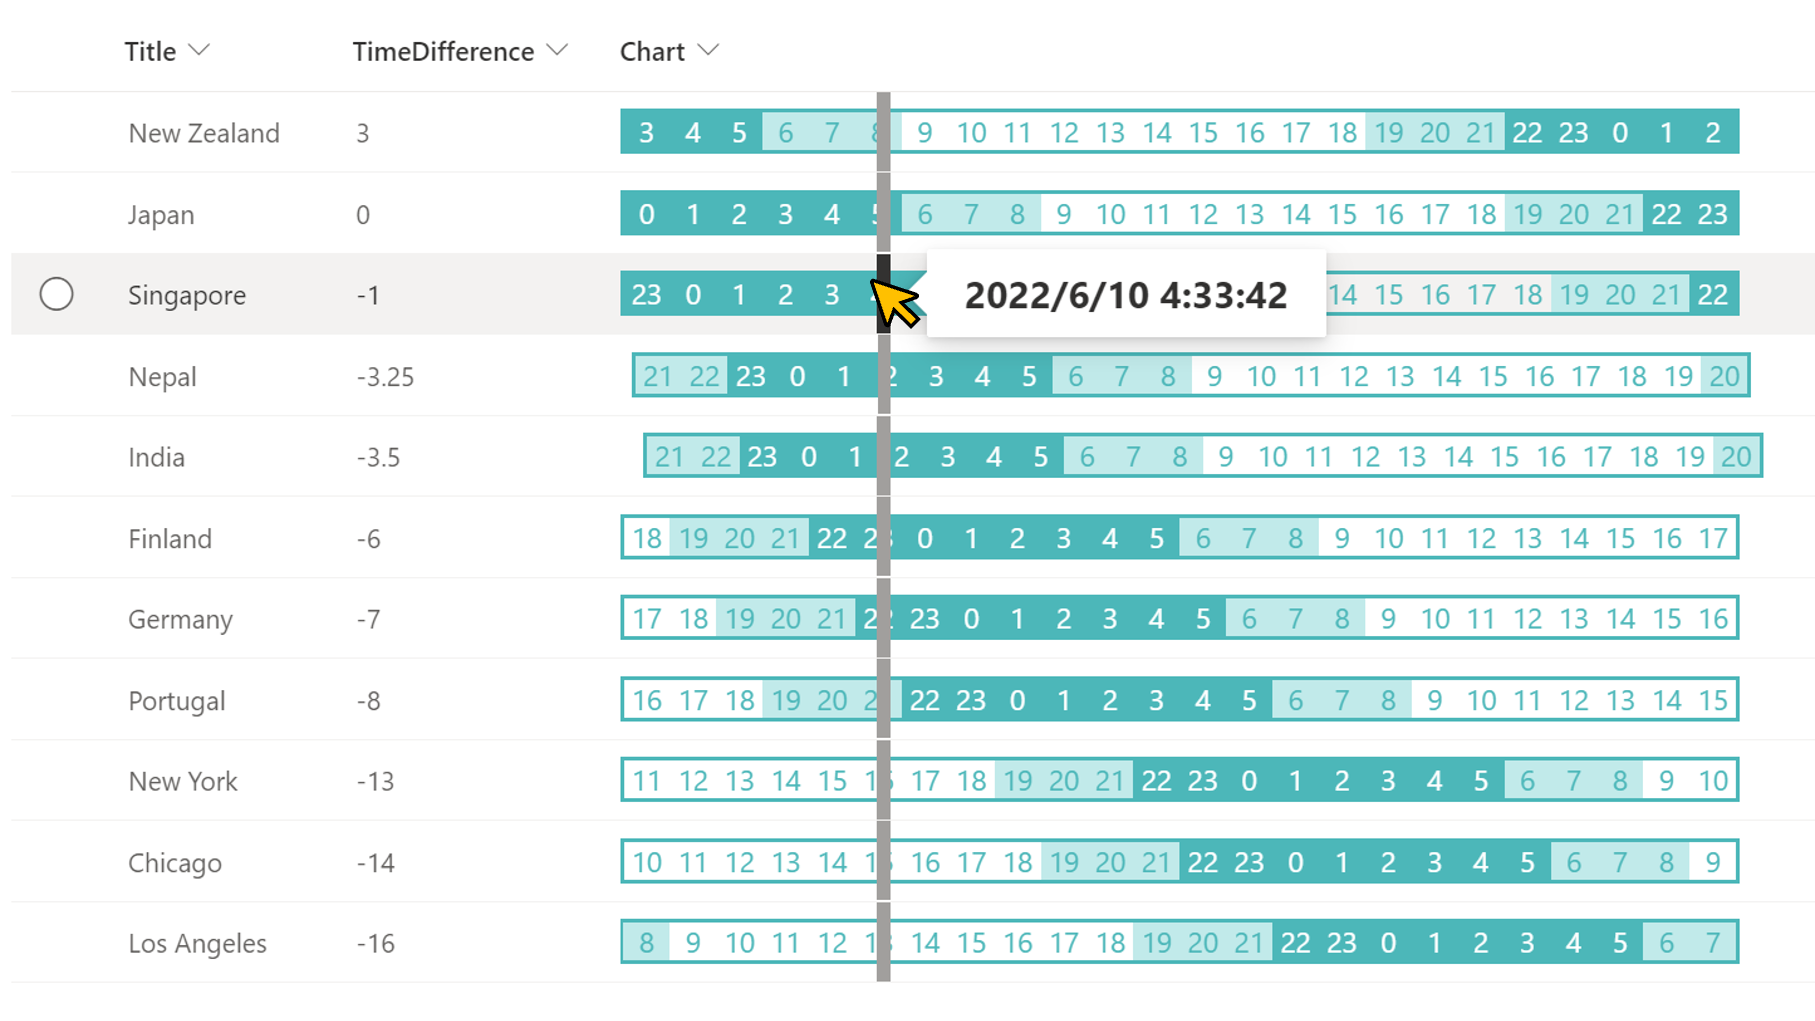 Title TimeDifference Chart
New Zealand 3 3 4 5 6 7 8 9 10 11 12 13 14 15 16 17 18 19 20 21 22 23 0 1 2
Japan 0 0 1 2 3 4 5 6 7 8 9 10 11 12 13 14 15 16 17 18 19 20 21 22 23
Singapore -1 23 0 1 2 3 2022/6/10 4:33:42 14 15 16 17 18 19 20 21 22
Nepal -3.25 21 22 23 0 1 2 3 4 5 6 7 8 9 10 11 12 13 14 15 16 17 18 19 20
India -3.5 21 22 23 0 1 2 3 4 5 6 7 8 9 10 11 12 13 14 15 16 17 18 19 20
Finland -6 18 19 20 21 22 23 0 1 2 3 4 5 6 7 8 9 10 11 12 13 14 15 16 17
Germany -7 17 18 19 20 21 22 23 0 1 2 3 4 5 6 7 8 9 10 11 12 13 14 15 16
Portugal -8 16 17 18 19 20 22 23 0 1 2 3 4 5 6 7 8 9 10 11 12 13 14 15
New York -13 11 12 13 14 15 16 17 18 19 20 21 22 23 0 1 2 3 4 5 6 7 8 9 10
Chicago -14 10 11 12 13 14 15 16 17 18 19 20 21 22 23 0 1 2 3 4 5 6 7 8 9
Los Angeles -16 8 9 10 11 12 13 14 15 16 17 18 19 20 21 22 23 0 1 2 3 4 5 6 7